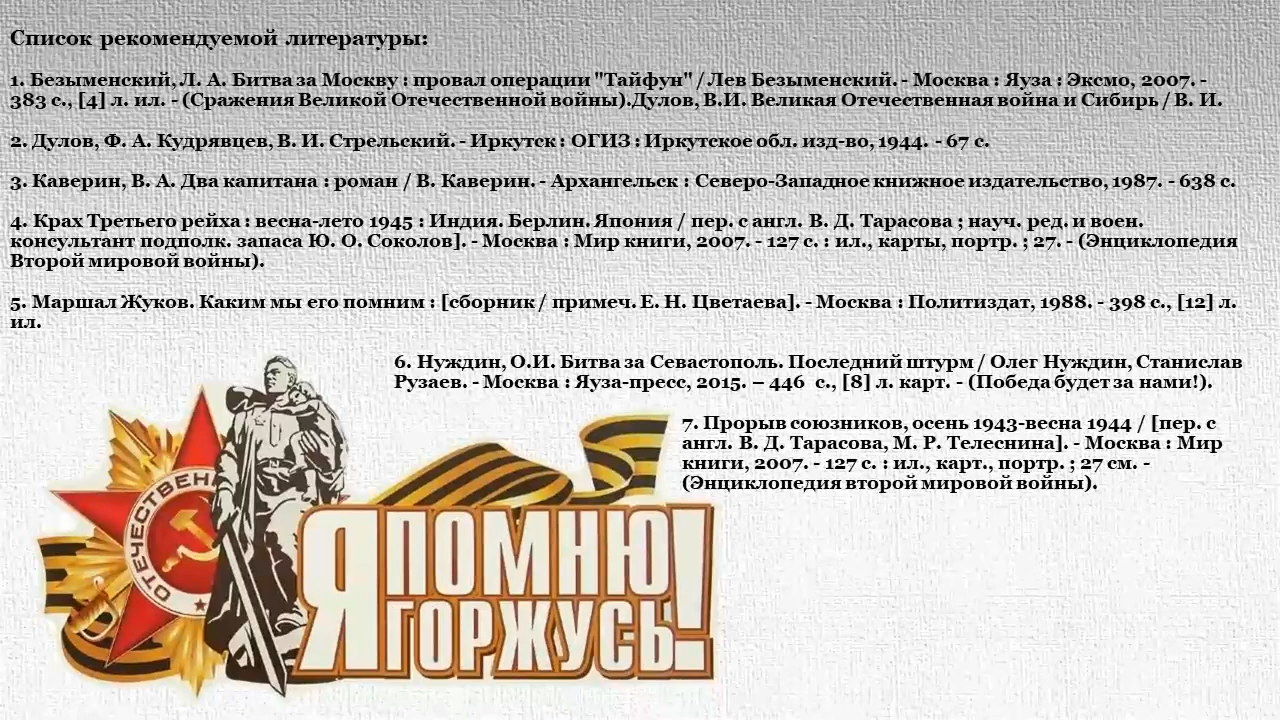 Список рекомендуемой литературы:
1. Безыменский, Л. А. Битва за Москву : провал операции "Тайфун" / Лев Безыменский. - Москва : Яуза : Эксмо, 2007. -
383 с., [4] л. ил. - (Сражения Великой Отечественной войны).Дулов, В.И. Великая Отечественная война и Сибирь / В. И.
2. Дулов, Ф. А. Кудрявцев, В. И. Стрельский. - Иркутск : ОГИЗ : Иркутское обл. изд-во, 1944. - 67 с.
3. Каверин, В. А. Два капитана : роман / В. Каверин. - Архангельск : Северо-Западное книжное издательство, 1987. - 638 с.
4. Крах Третьего рейха : весна-лето 1945 : Индия. Берлин. Япония / пер. с англ. В. Д. Тарасова ; науч. ред. и воен.
консультант подполк. запаса Ю. О. Соколов]. - Москва : Мир книги, 2007. - 127 с. : ил., карты, портр. ; 27. - (Энциклопедия
Второй мировой войны).
5. Маршал Жуков. Каким мы его помним : [сборник / примеч. Е. Н. Цветаева]. - Москва : Политиздат, 1988. - 398 с., [12] л.
ил.
6. Нуждин, О.И. Битва за Севастополь. Последний штурм / Олег Нуждин, Станислав
Рузаев. - Москва : Яуза-пресс, 2015. – 446 с., [8] л. карт. - (Победа будет за нами!).
7. Прорыв союзников, осень 1943-весна 1944 / [пер. с
англ. В. Д. Тарасова, М. Р. Телеснина]. - Москва : Мир
книги, 2007. - 127 с. : ил., карт., портр. ; 27 см. -
(Энциклопедия второй мировой войны).
ОТЕЧЕСТВЕН
Я ПОМНЮ
ГОРЖУСЬ!